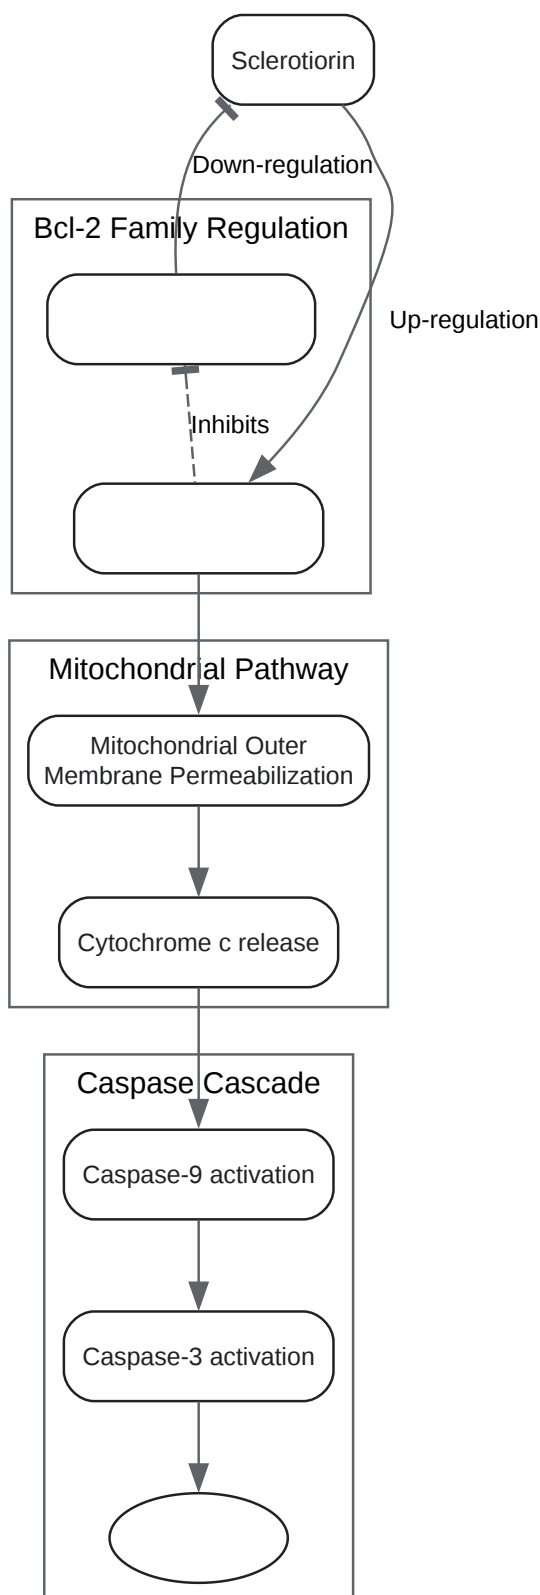 Sclerotiorin
Down-regulation
Bcl-2 Family Regulation
Up-regulation
Inhibits
Mitochondrial Pathway
Mitochondrial Outer
Membrane Permeabilization
Cytochrome c release
Caspase Cascade
Caspase-9 activation
Caspase-3 activation